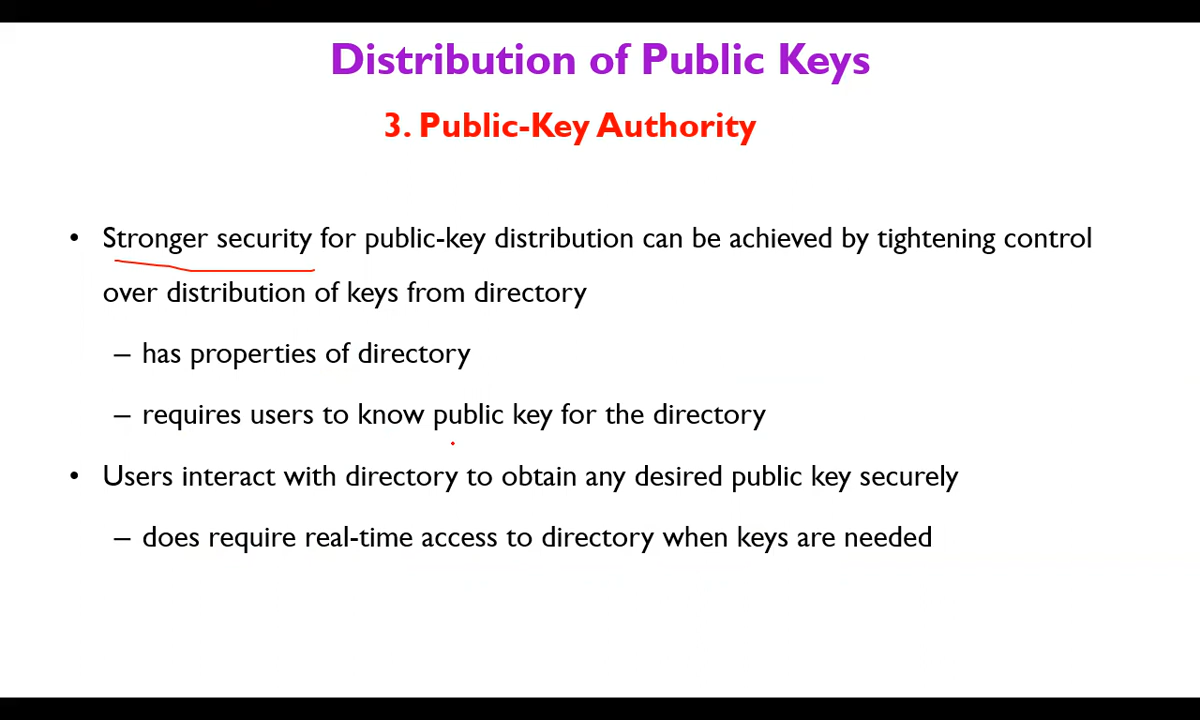 Distribution of Public Keys
3. Public-Key Authority
• Stronger security for public-key distribution can be achieved by tightening control
over distribution of keys from directory
– has properties of directory
– requires users to know public key for the directory
• Users interact with directory to obtain any desired public key securely
– does require real-time access to directory when keys are needed